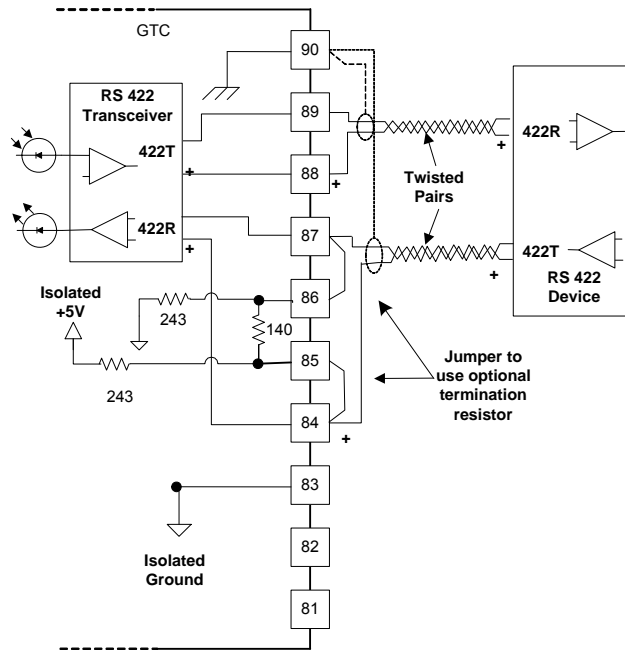 GTC
90
RS 422
Transceiver
89
422T
+
88
+
422R
+
87
86
Isolated
+5V
243
140
85
243
84
+
83
Isolated
Ground
82
81
Twisted
Pairs
+
422R
+
422T
RS 422
Device
Jumper to
use optional
termination
resistor